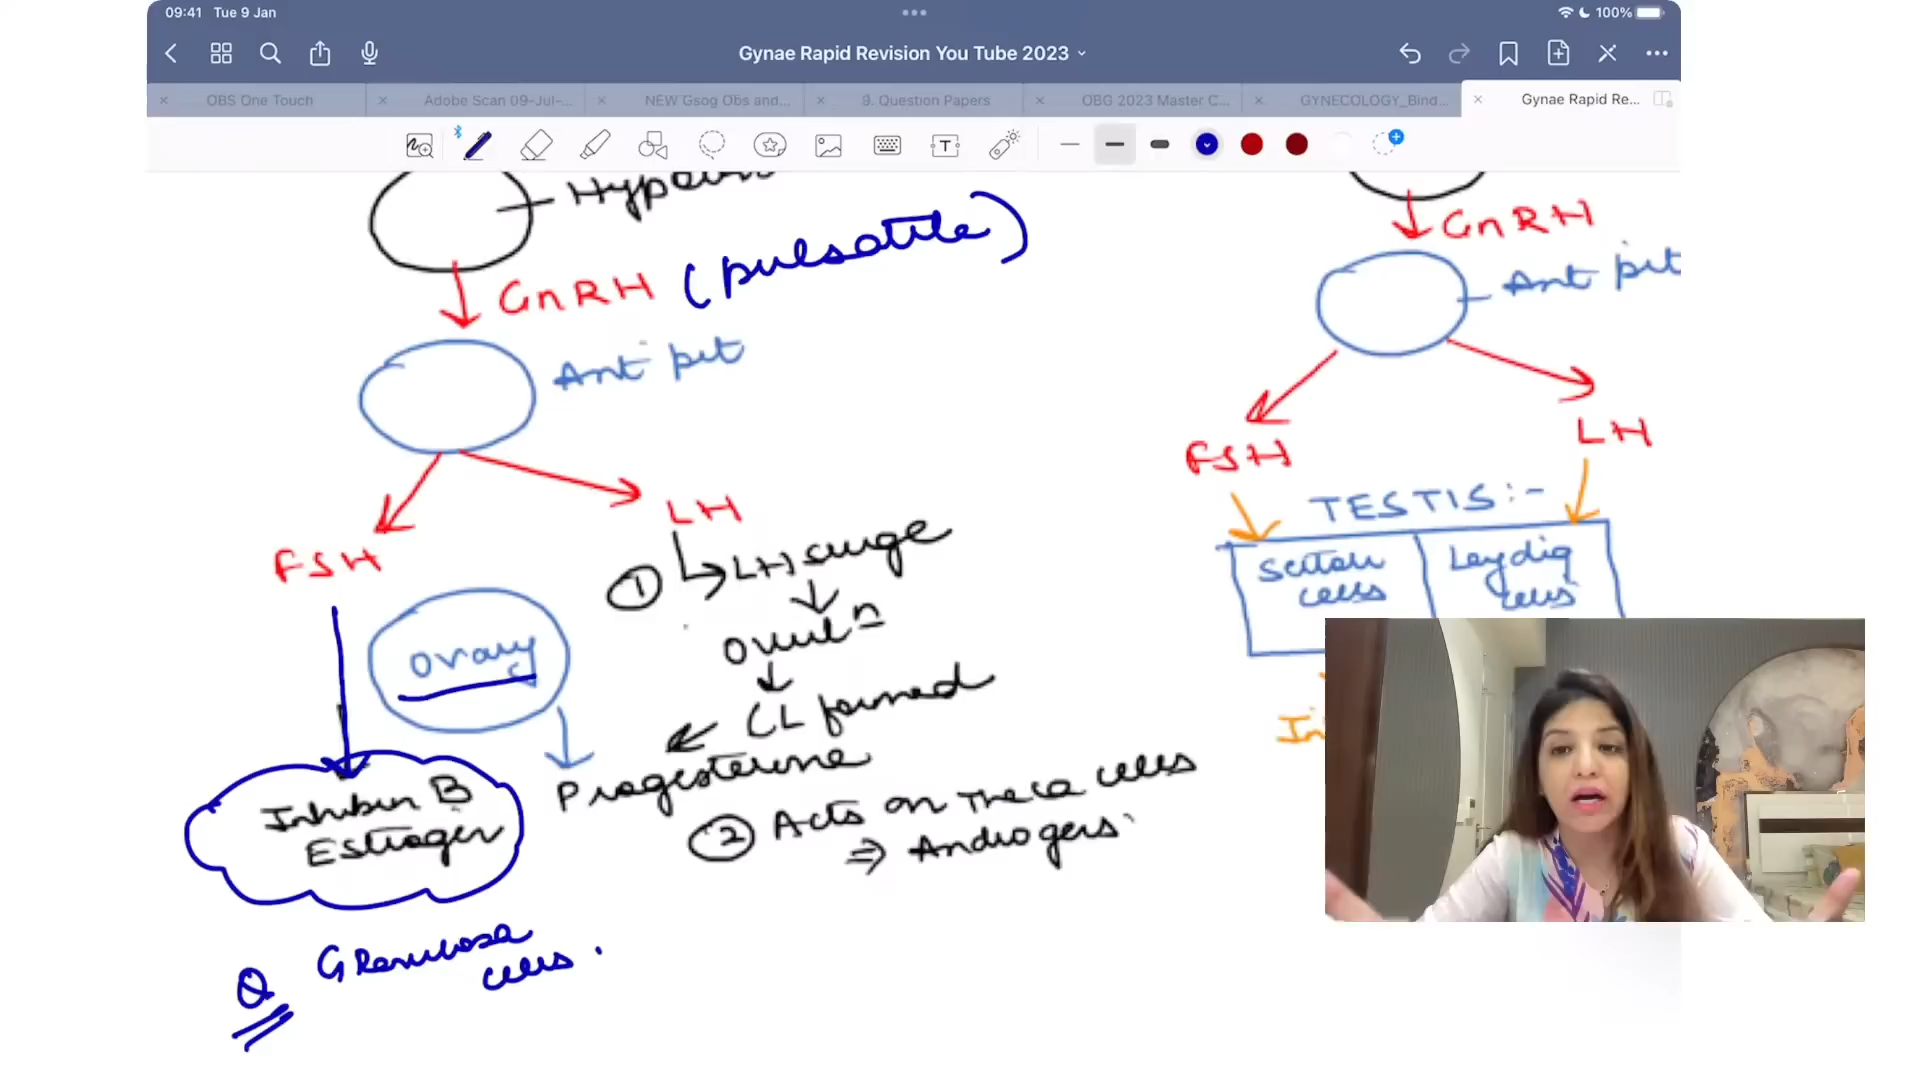 09:41 Tue 9 Jan
100%
Gynae Rapid Revision You Tube 2023
OBS One Touch
Adobe Scan 09-Jul-...
NEW Gsog Obs and...
9. Question Papers
OBG 2023 Master C...
GYNECOLOGY_Bind...
Gynae Rapid Re...
GnRH (pulsatile)
Ant pit
FSH
LH
① LH surge
Ovulⁿ
CL formed
Progesterone
② Acts on Theca cells
⇒ Androgens
Ovary
Inhibin B
Estrogen
Q Granulosa
cells.
GnRH
Ant pit
FSH
LH
TESTIS:-
Sertoli
cells
Leydig
cells
In